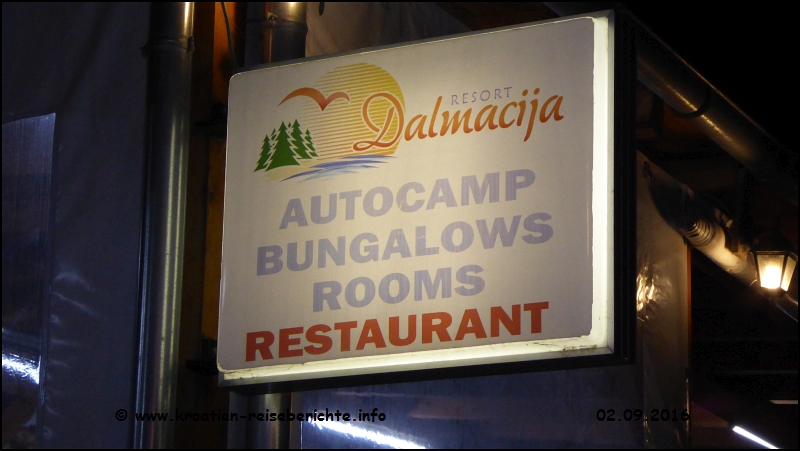 RESORT
Dalmacija
AUTOCAMP
BUNGALOWS
ROOMS
RESTAURANT
© www.kroatien-reiseberichte.info 02.09.2016